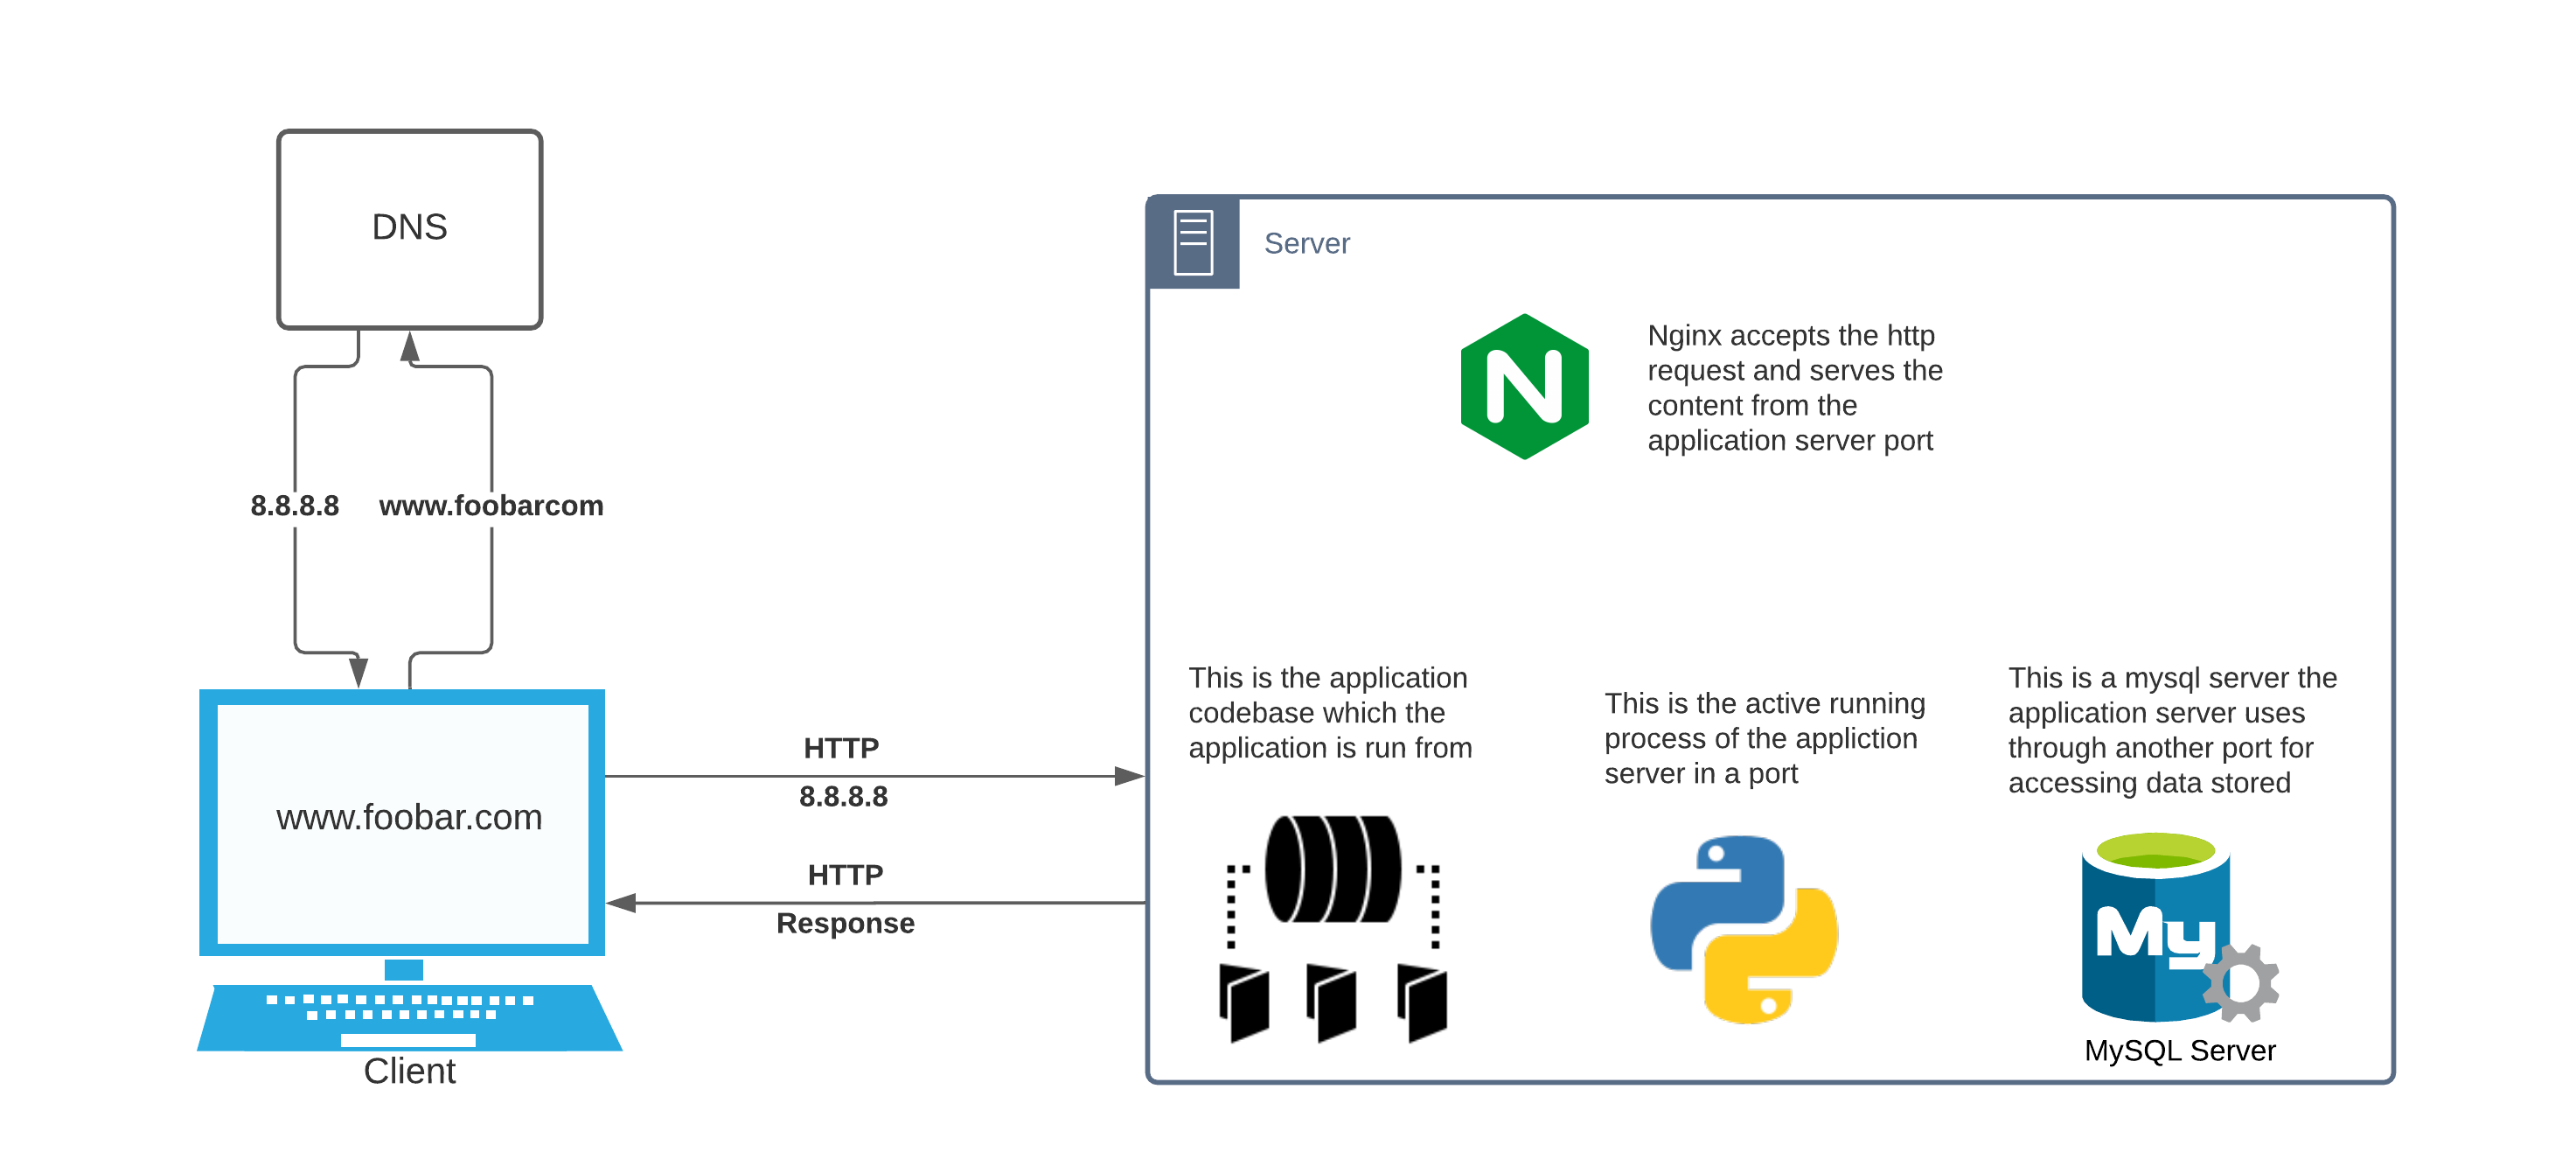 DNS
8.8.8.8
www.foobarcom
www.foobar.com
Client
HTTP
8.8.8.8
HTTP
Response
Server
N
Nginx accepts the http
request and serves the
content from the
application server port
This is the application
codebase which the
application is run from
This is the active running
process of the appliction
server in a port
This is a mysql server the
application server uses
through another port for
accessing data stored
My
MySQL Server